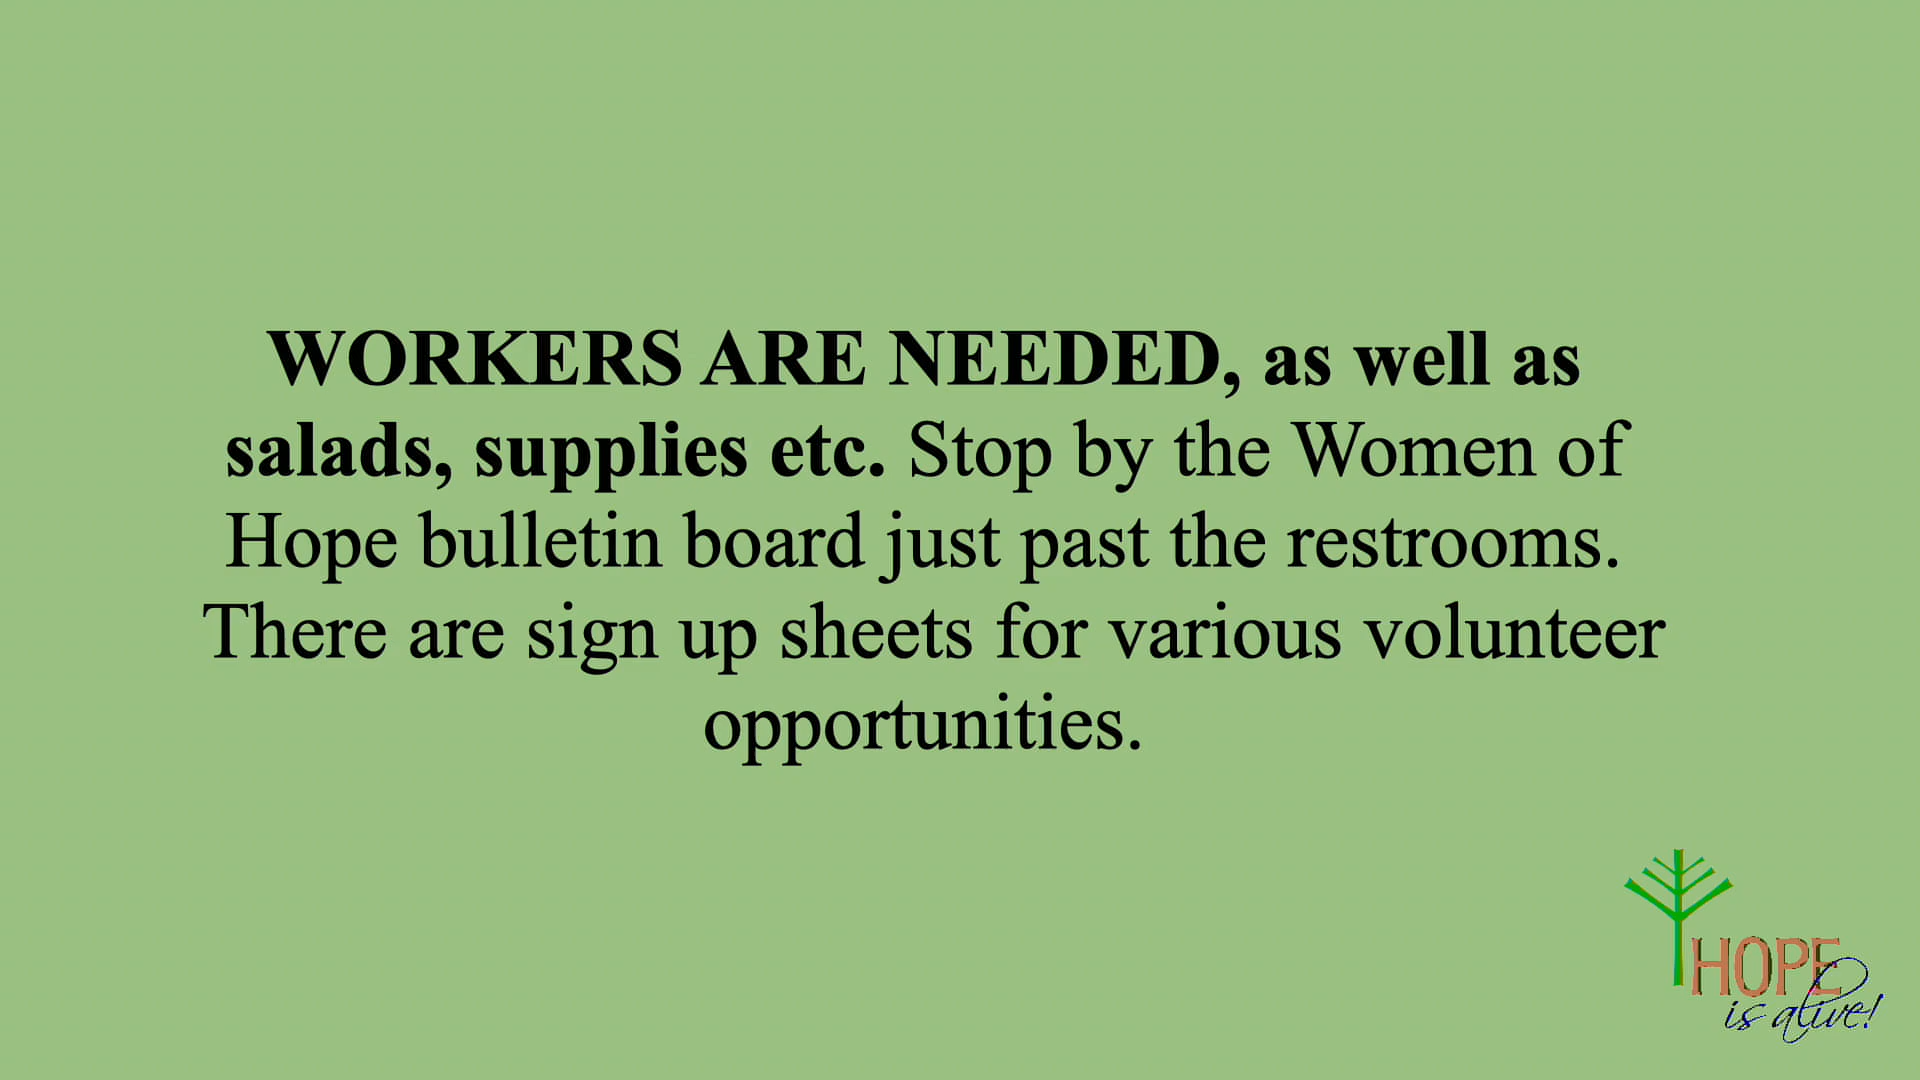 WORKERS ARE NEEDED, as well as
salads, supplies etc. Stop by the Women of
Hope bulletin board just past the restrooms.
There are sign up sheets for various volunteer
opportunities.
HOPE
is alive!